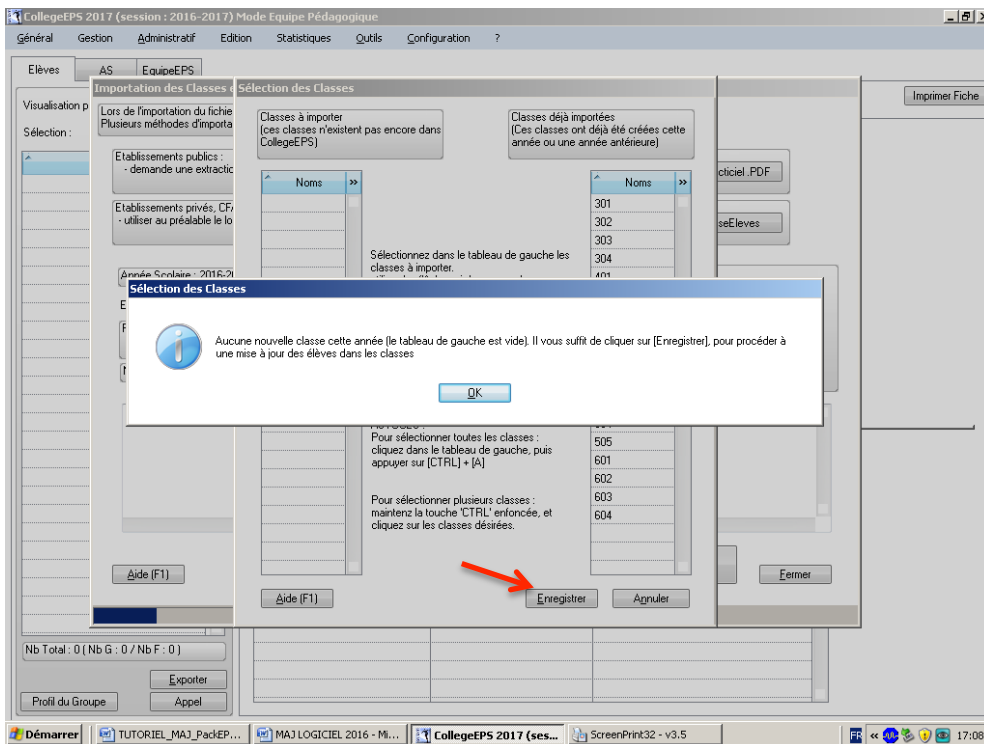 CollegeEPS 2017 (session : 2016-2017) Mode Equipe Pédagogique
Général Gestion Administratif Edition Statistiques Outils Configuration ?
Elèves AS EquipeEPS
Importation des Classes e
Sélection des Classes
Visualisation p
Sélection :
Imprimer Fiche
Lors de l'importation du fichie
Plusieurs méthodes d'importa
Etablissements publics :
- demande une extractic
Etablissements privés, CFA
- utiliser au préalable le lo
Année Scolaire : 2016-2
cticiel .PDF
seEleves
Classes à importer
(ces classes n'existent pas encore dans
CollegeEPS)
Classes déjà importées
(Ces classes ont déjà été créées cette
année ou une année antérieure)
Noms »
Noms »
301
302
303
304
401
Sélectionnez dans le tableau de gauche les
classes à importer.
Sélection des Classes
Aucune nouvelle classe cette année (le tableau de gauche est vide). Il vous suffit de cliquer sur [Enregistrer], pour procéder à
une mise à jour des élèves dans les classes
OK
Pour sélectionner toutes les classes :
cliquez dans le tableau de gauche, puis
appuyer sur [CTRL] + [A]
Pour sélectionner plusieurs classes :
maintenz la touche 'CTRL' enfoncée, et
cliquez sur les classes désirées.
505
601
602
603
604
Aide (F1)
Aide (F1)
Enregistrer
Annuler
Fermer
Nb Total : 0 ( Nb G : 0 / Nb F : 0 )
Exporter
Profil du Groupe
Appel
Démarrer TUTORIEL_MAJ_PackEP... MAJ LOGICIEL 2016 - Mi... CollegeEPS 2017 (ses... ScreenPrint32 - v3.5 FR « 17:08